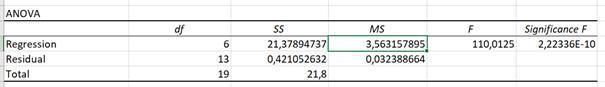 ANOVA
df SS MS F Significance F
Regression 6 21,37894737 3,563157895 110,0125 2,22336E-10
Residual 13 0,421052632 0,032388664
Total 19 21,8